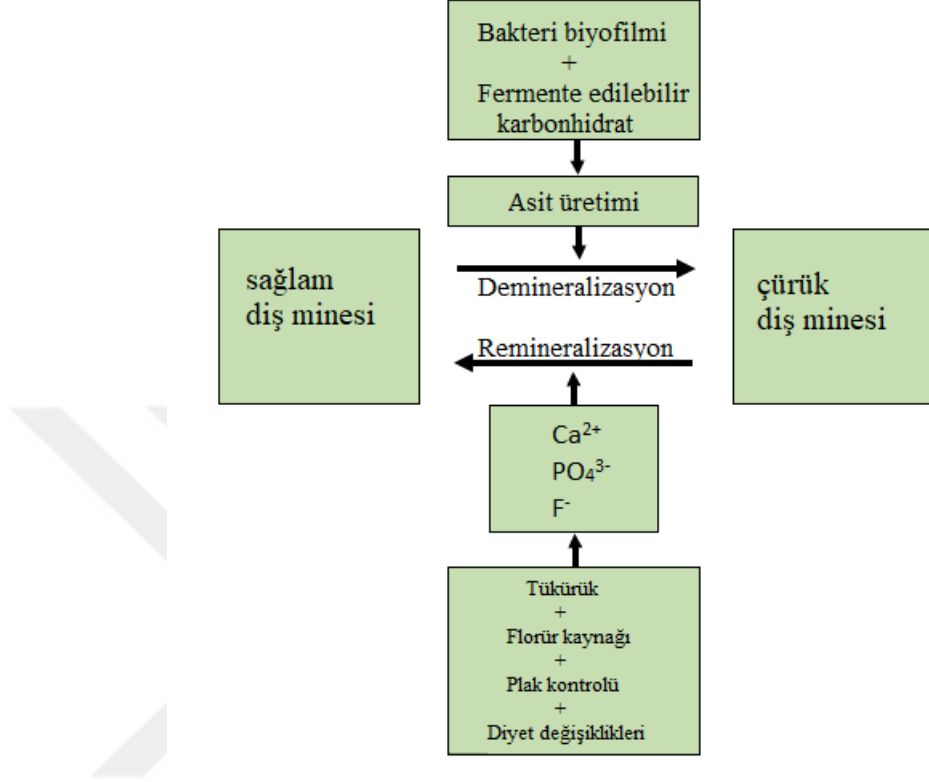 Bakteri biyofilmi
+
Fermente edilebilir
karbonhidrat
Asit üretimi
sağlam
diş minesi
Demineralizasyon
çürük
diş minesi
Remineralizasyon
Ca²⁺
PO₄³⁻
F⁻
Tükürük
+
Florür kaynağı
+
Plak kontrolü
+
Diyet değişiklikleri